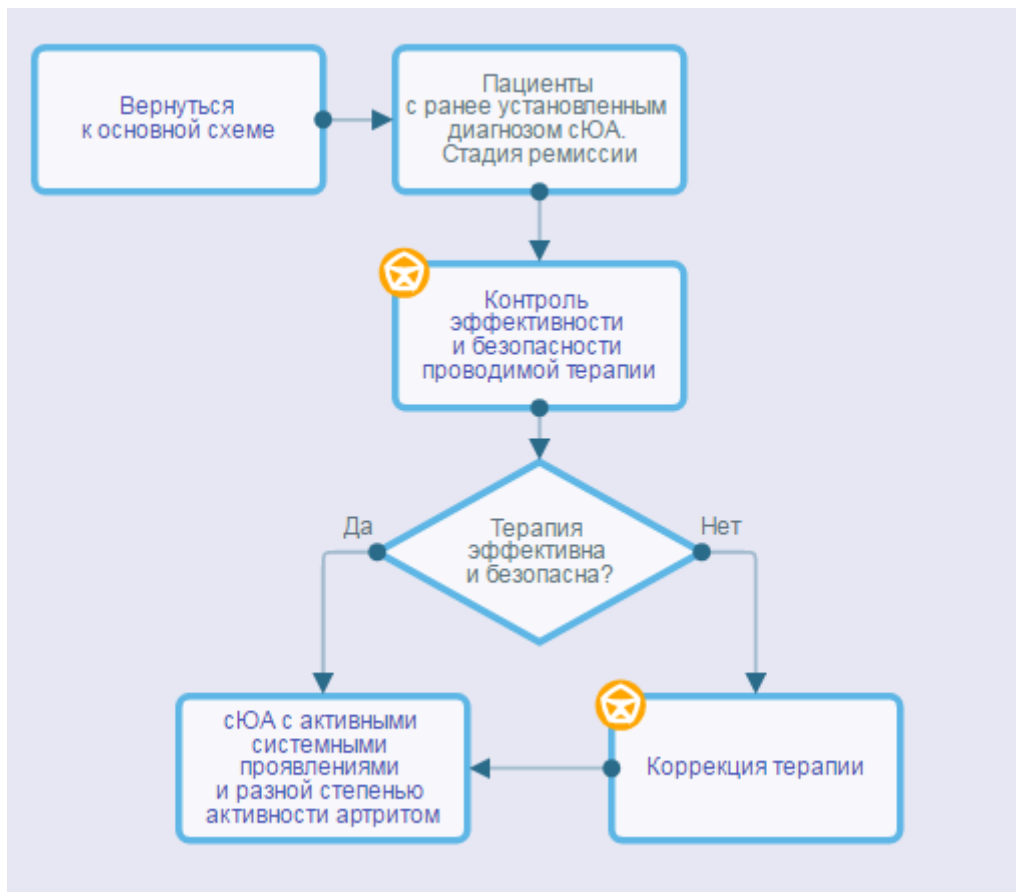 Вернуться
к основной схеме
Пациенты
с ранее установленным
диагнозом сЮА.
Стадия ремиссии
Контроль
эффективности
и безопасности
проводимой терапии
Да
Терапия
эффективна
и безопасна?
Нет
сЮА с активными
системными
проявлениями
и разной степенью
активности артритом
Коррекция терапии